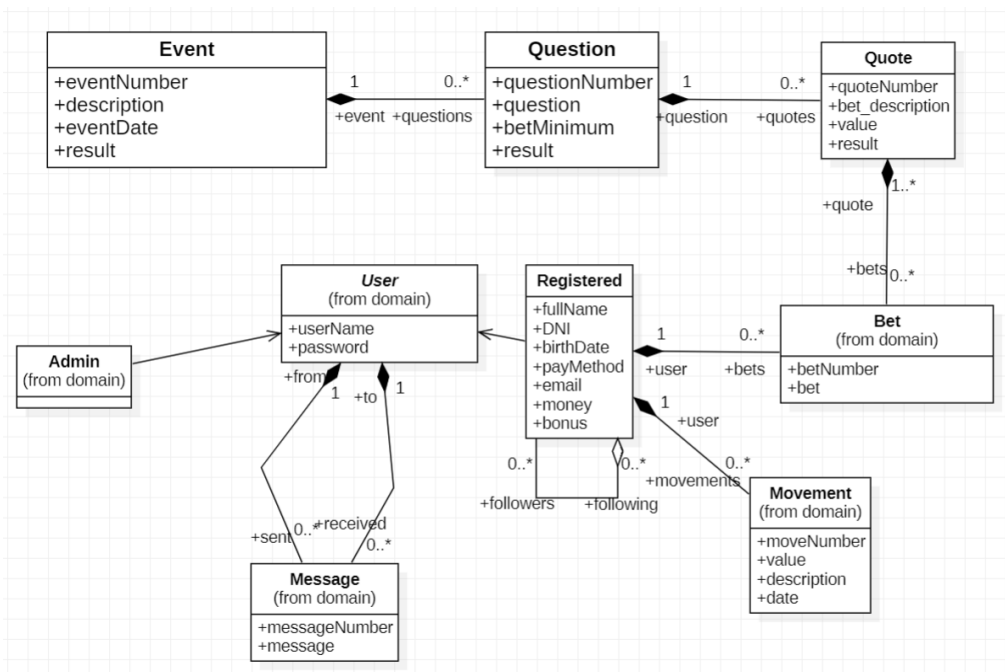 Event
+eventNumber
+description
+eventDate
+result
1
0..*
+event
+questions
Question
+questionNumber
+question
+betMinimum
+result
1
0..*
+question
+quotes
Quote
+quoteNumber
+bet_description
+value
+result
1..*
+quote
+bets
0..*
User
(from domain)
+userName
+password
Admin
(from domain)
+from
1
+to
1
+sent
0..*
+received
0..*
Message
(from domain)
+messageNumber
+message
Registered
+fullName
+DNI
+birthDate
+payMethod
+email
+money
+bonus
1
0..*
+user
+bets
Bet
(from domain)
+betNumber
+bet
1
+user
0..*
+movements
0..*
0..*
+followers
+following
Movement
(from domain)
+moveNumber
+value
+description
+date